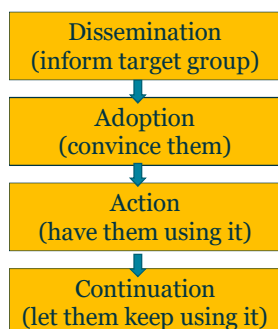 Dissemination
(inform target group)
Adoption
(convince them)
Action
(have them using it)
Continuation
(let them keep using it)